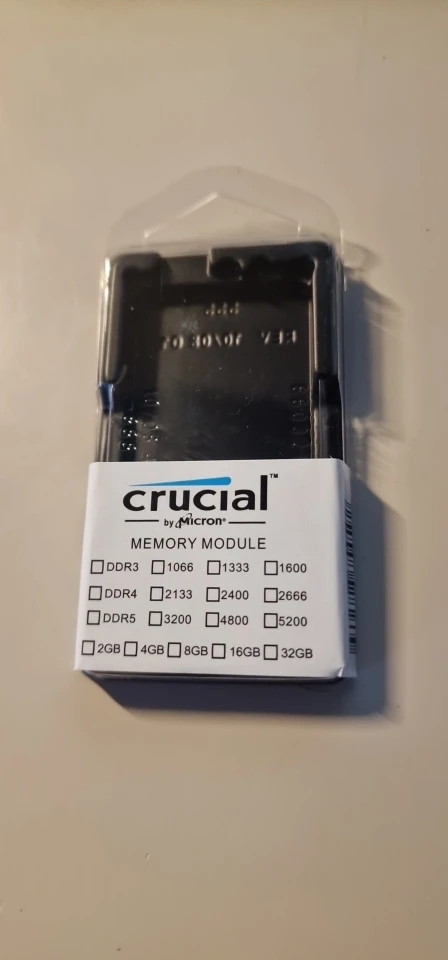 crucial™
by Micron®
MEMORY MODULE
☐DDR3 ☐1066 ☐1333 ☐1600
☐DDR4 ☐2133 ☐2400 ☐2666
☐DDR5 ☐3200 ☐4800 ☐5200
☐2GB ☐4GB ☐8GB ☐16GB ☐32GB